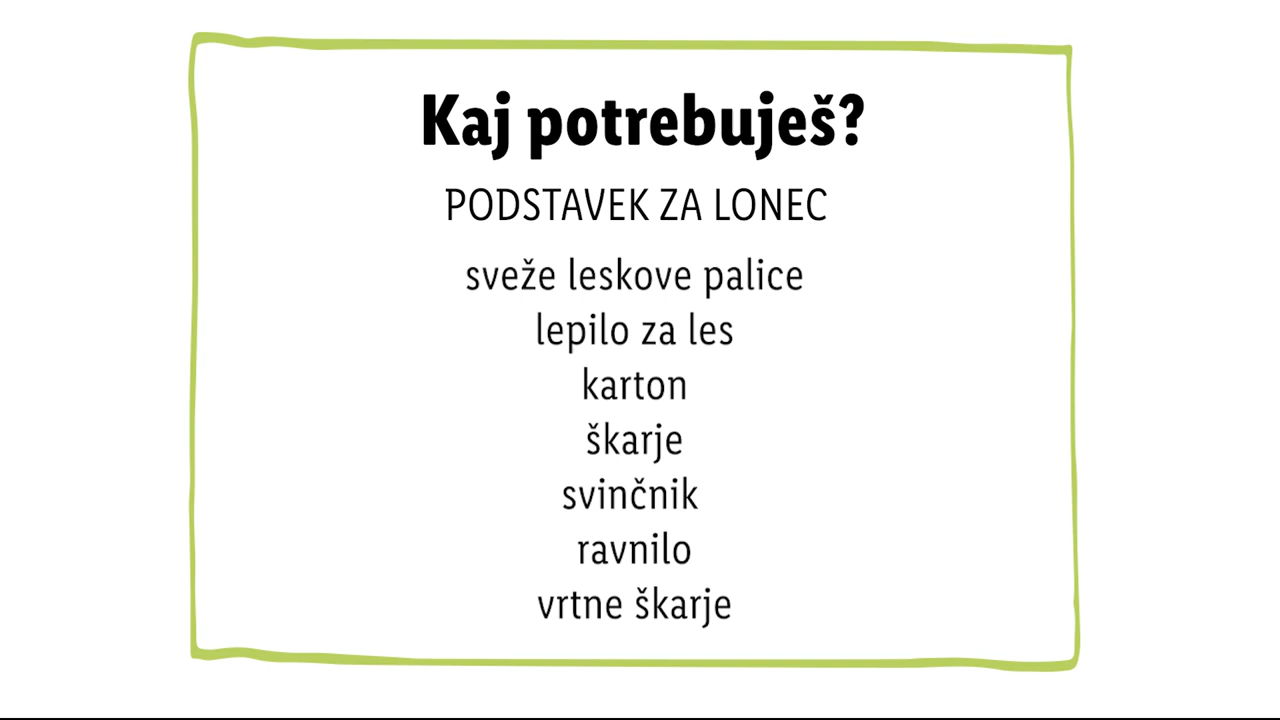 Kaj potrebuješ?
PODSTAVEK ZA LONEC
sveže leskove palice
lepilo za les
karton
škarje
svinčnik
ravnilo
vrtne škarje